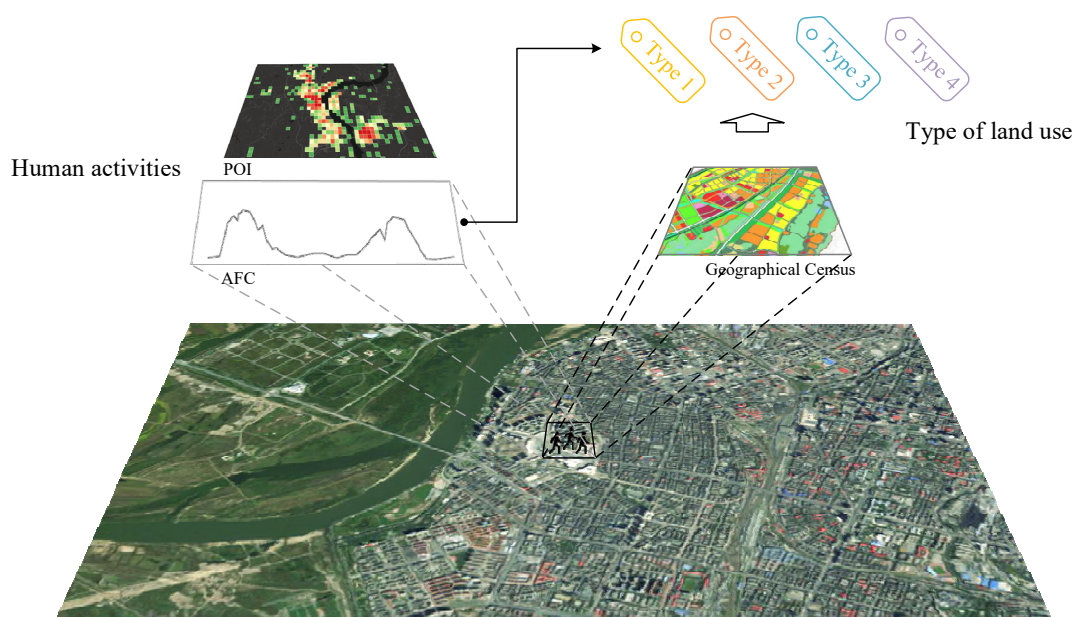 Type 1
Type 2
Type 3
Type 4
Type of land use
Human activities
POI
AFC
Geographical Census